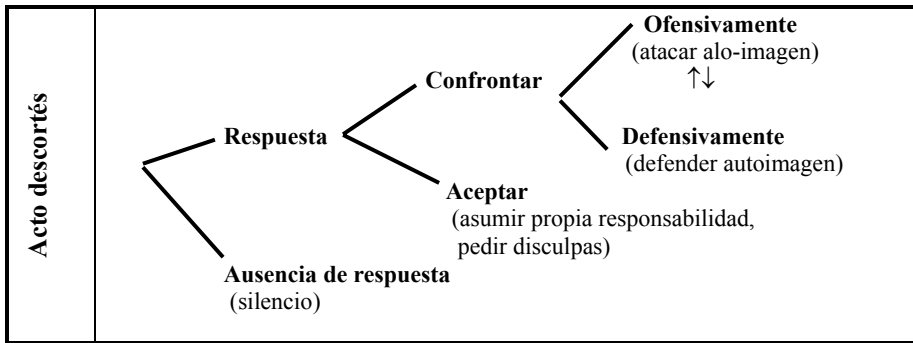 Acto descortés
Ofensivamente
(atacar alo-imagen)
↑↓
Confrontar
Respuesta
Defensivamente
(defender autoimagen)
Aceptar
(asumir propia responsabilidad,
pedir disculpas)
Ausencia de respuesta
(silencio)